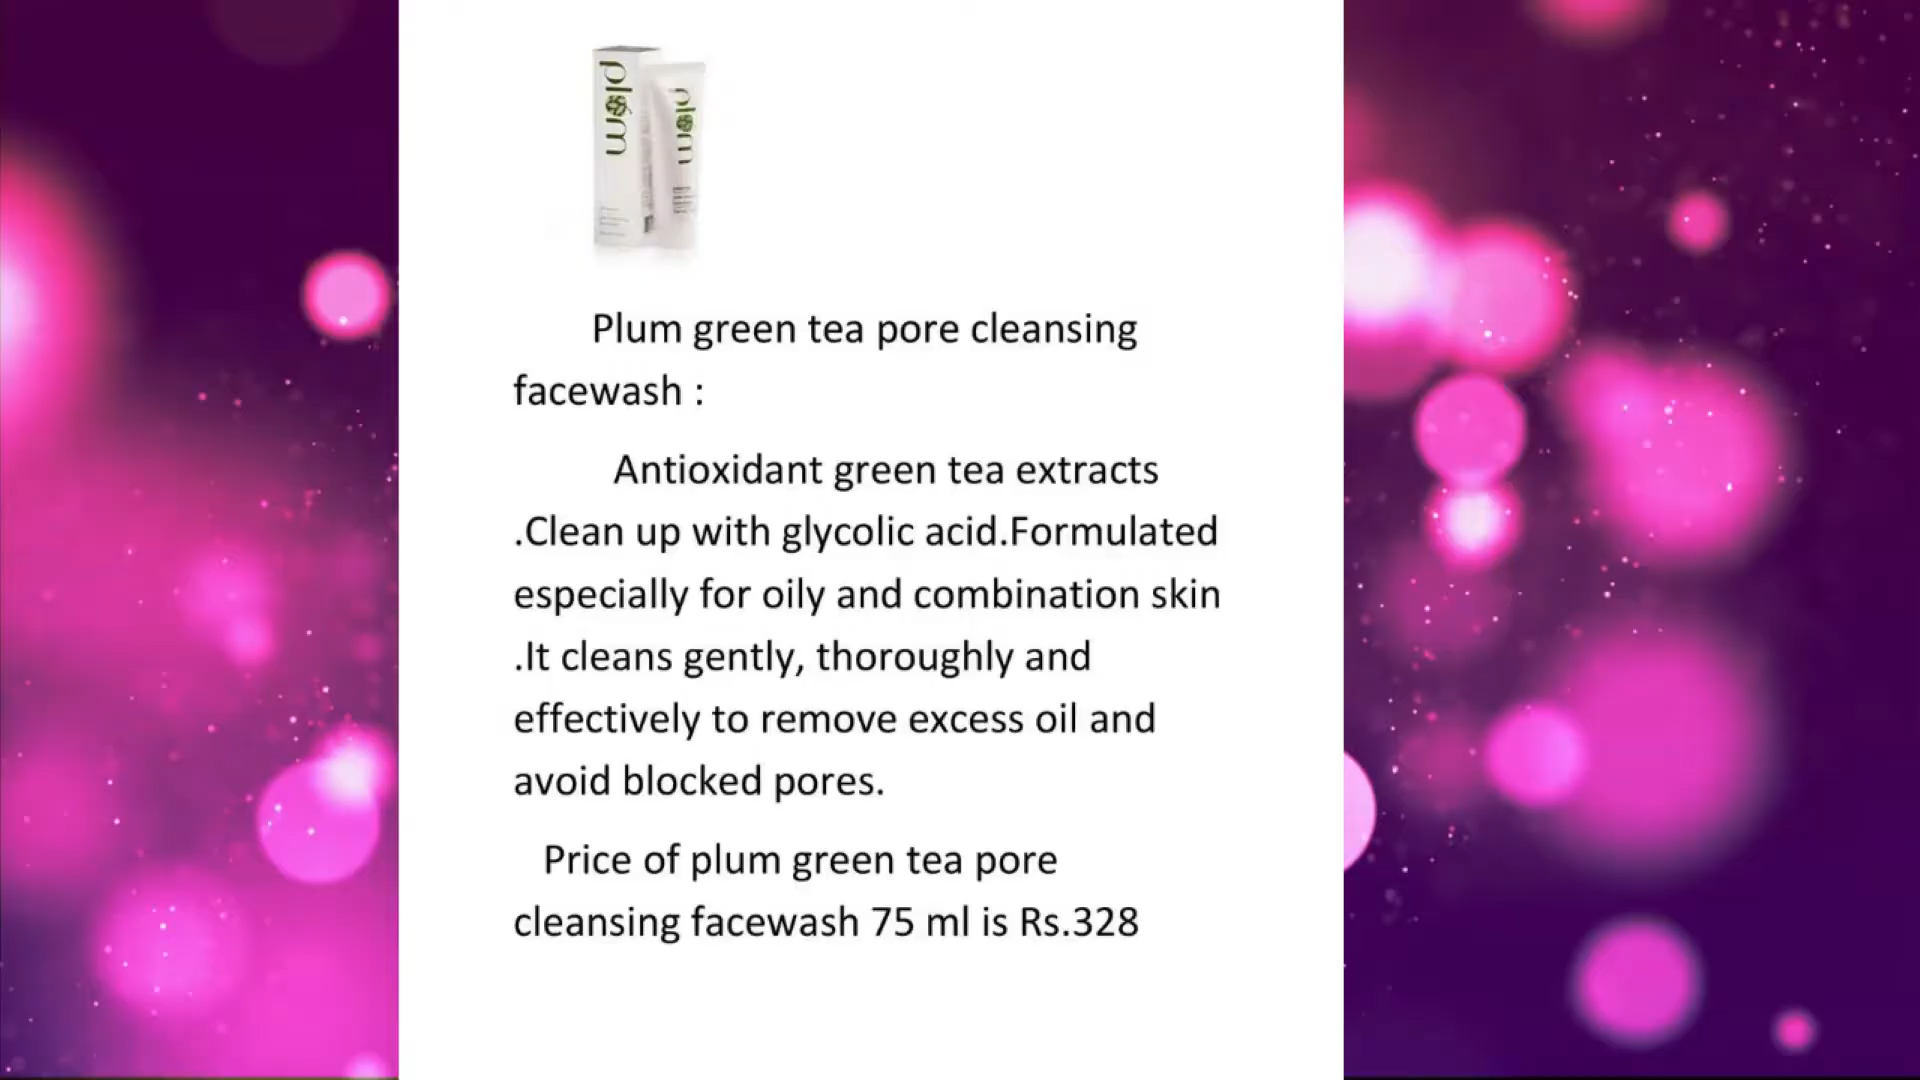 plum
plum
Plum green tea pore cleansing
facewash :
Antioxidant green tea extracts
.Clean up with glycolic acid.Formulated
especially for oily and combination skin
.It cleans gently, thoroughly and
effectively to remove excess oil and
avoid blocked pores.
Price of plum green tea pore
cleansing facewash 75 ml is Rs.328